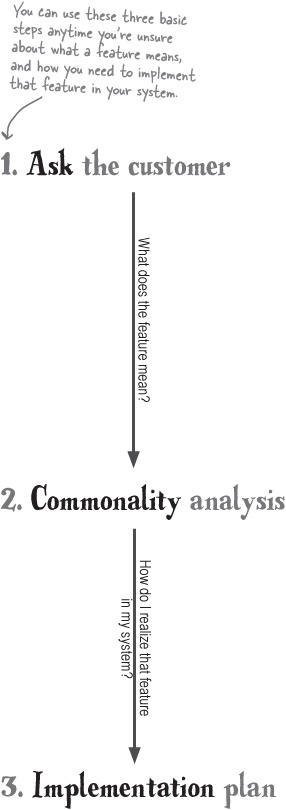 You can use these three basic
steps anytime you're unsure
about what a feature means,
and how you need to implement
that feature in your system.
1. Ask the customer
What does the feature mean?
2. Commonality analysis
How do I realize that feature
in my system?
3. Implementation plan